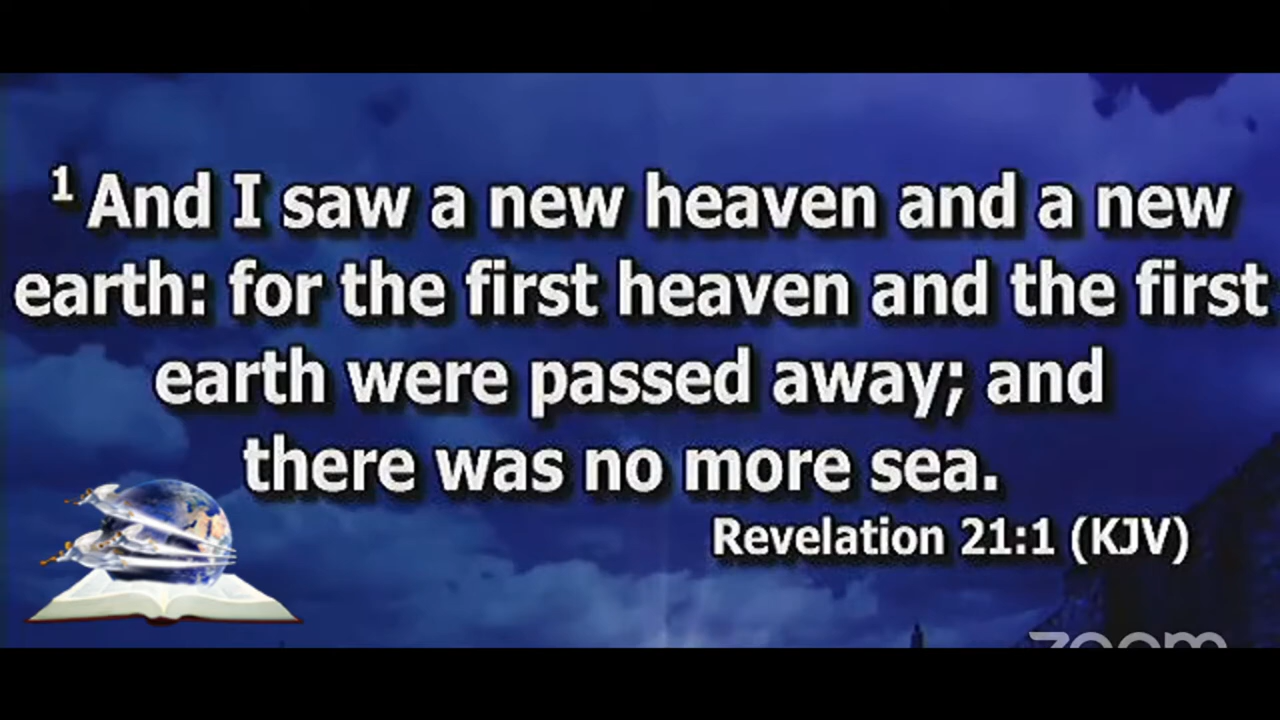 1 And I saw a new heaven and a new
earth: for the first heaven and the first
earth were passed away; and
there was no more sea.
Revelation 21:1 (KJV)
zoom